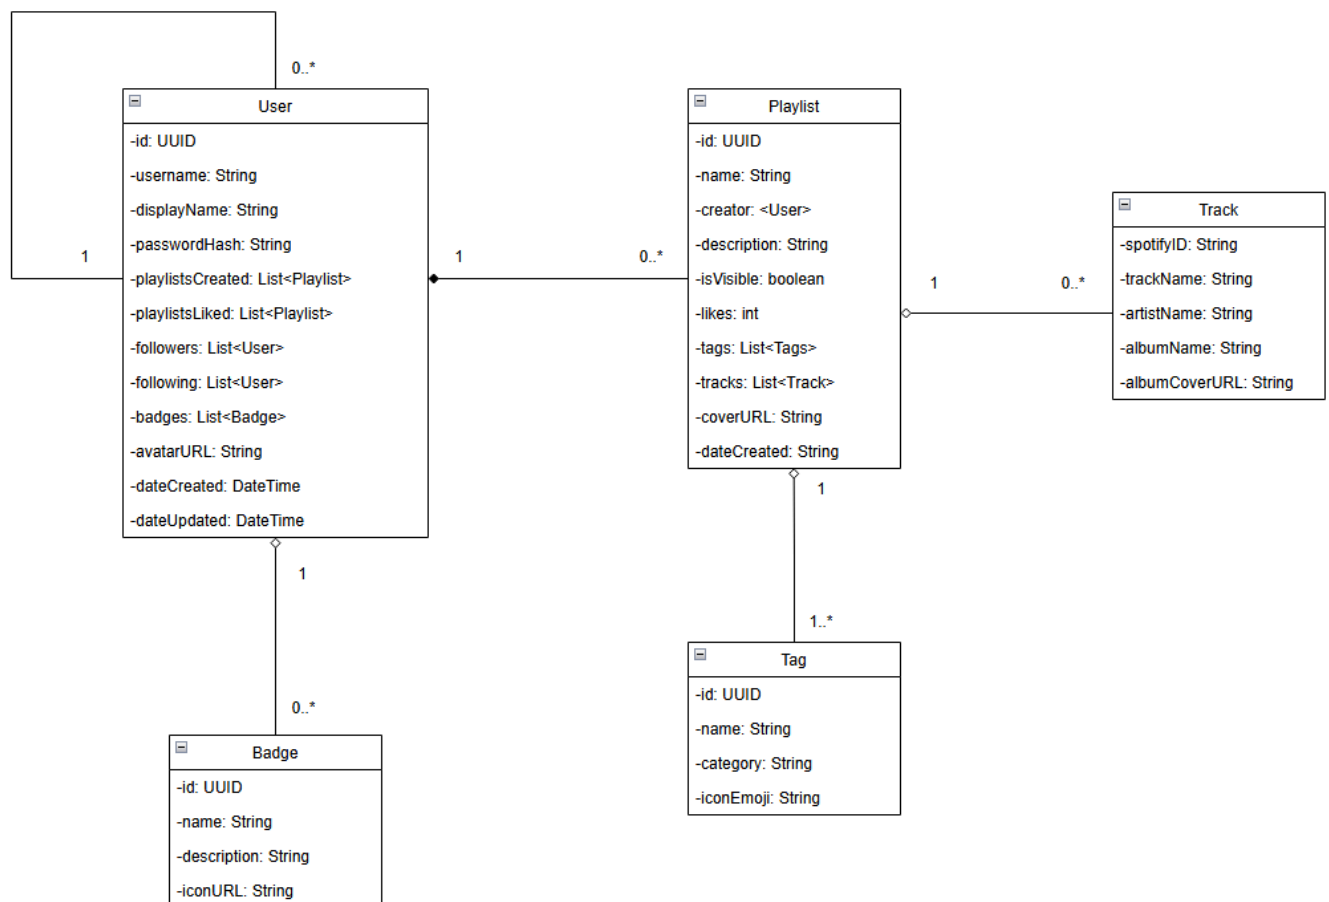 0..*
User
-id: UUID
-username: String
-displayName: String
-passwordHash: String
-playlistsCreated: List<Playlist>
-playlistsLiked: List<Playlist>
-followers: List<User>
-following: List<User>
-badges: List<Badge>
-avatarURL: String
-dateCreated: DateTime
-dateUpdated: DateTime
1
1
0..*
Playlist
-id: UUID
-name: String
-creator: <User>
-description: String
-isVisible: boolean
-likes: int
-tags: List<Tags>
-tracks: List<Track>
-coverURL: String
-dateCreated: String
1
0..*
Track
-spotifyID: String
-trackName: String
-artistName: String
-albumName: String
-albumCoverURL: String
1
1..*
Tag
-id: UUID
-name: String
-category: String
-iconEmoji: String
1
0..*
Badge
-id: UUID
-name: String
-description: String
-iconURL: String